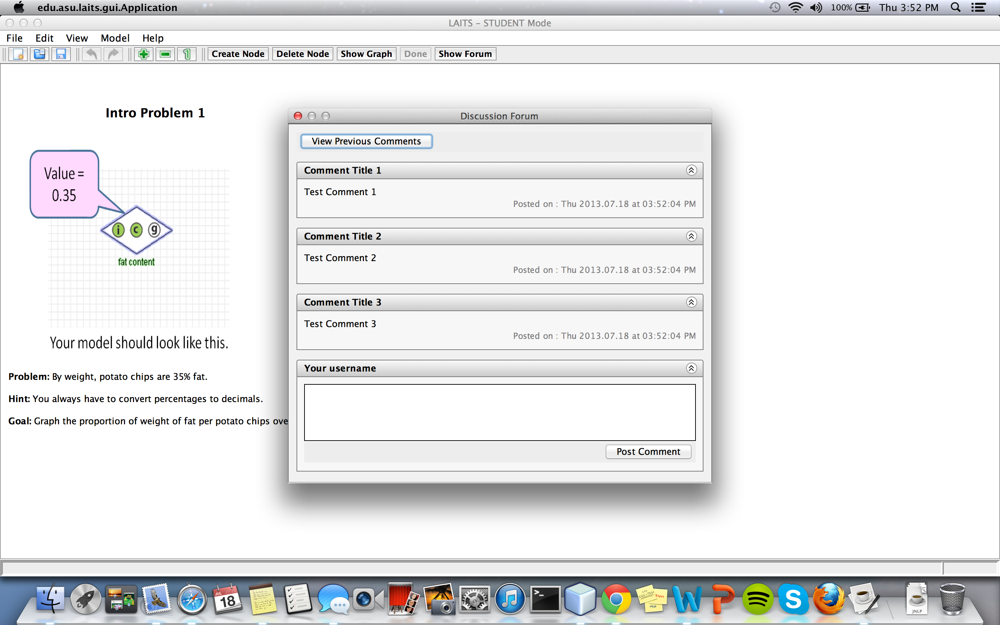 edu.asu.laits.gui.Application
100%
Thu 3:52 PM
LAITS – STUDENT Mode
File Edit View Model Help
1 Create Node Delete Node Show Graph Done Show Forum
Intro Problem 1
Value =
0.35
i c g
fat content
Your model should look like this.
Problem: By weight, potato chips are 35% fat.
Hint: You always have to convert percentages to decimals.
Goal: Graph the proportion of weight of fat per potato chips ove
Discussion Forum
View Previous Comments
Comment Title 1
Test Comment 1
Posted on : Thu 2013.07.18 at 03:52:04 PM
Comment Title 2
Test Comment 2
Posted on : Thu 2013.07.18 at 03:52:04 PM
Comment Title 3
Test Comment 3
Posted on : Thu 2013.07.18 at 03:52:04 PM
Your username
Post Comment
JUL
18
>_
555-7361
EGGS
MILK
W
P
S
JNLP